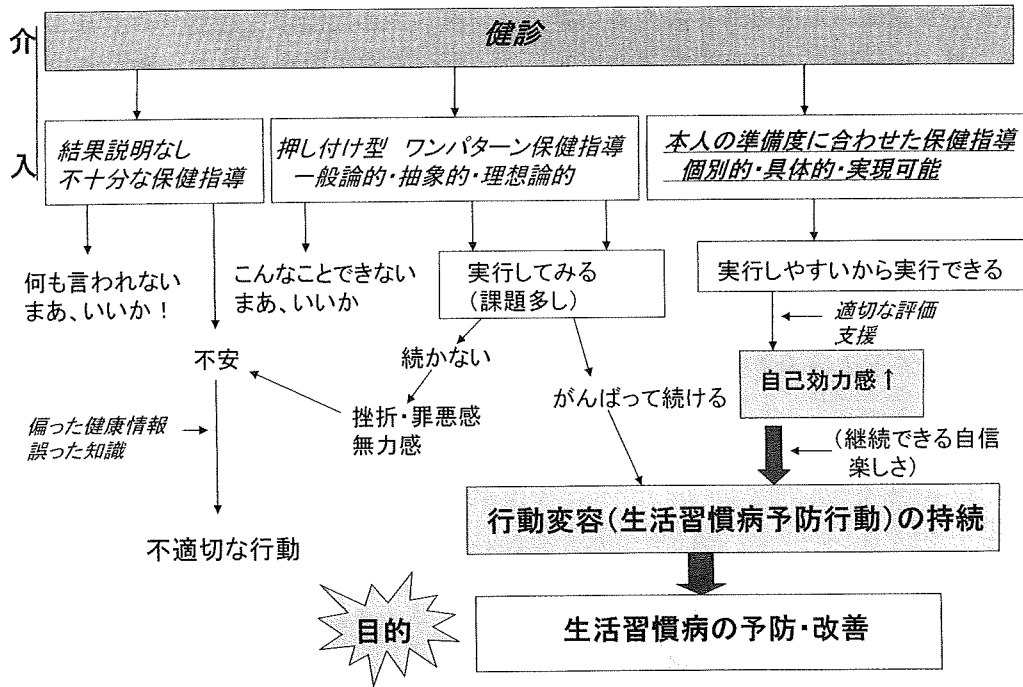 介入
健診
結果説明なし
不十分な保健指導
押し付け型 ワンパターン保健指導
一般論的・抽象的・理想論的
本人の準備度に合わせた保健指導
個別的・具体的・実現可能
何も言われない
まあ、いいか！
こんなことできない
まあ、いいか
実行してみる
(課題多し)
実行しやすいから実行できる
適切な評価
支援
不安
続かない
自己効力感↑
がんばって続ける
挫折・罪悪感
無力感
偏った健康情報
誤った知識
(継続できる自信
楽しさ)
行動変容(生活習慣病予防行動)の持続
不適切な行動
目的
生活習慣病の予防・改善